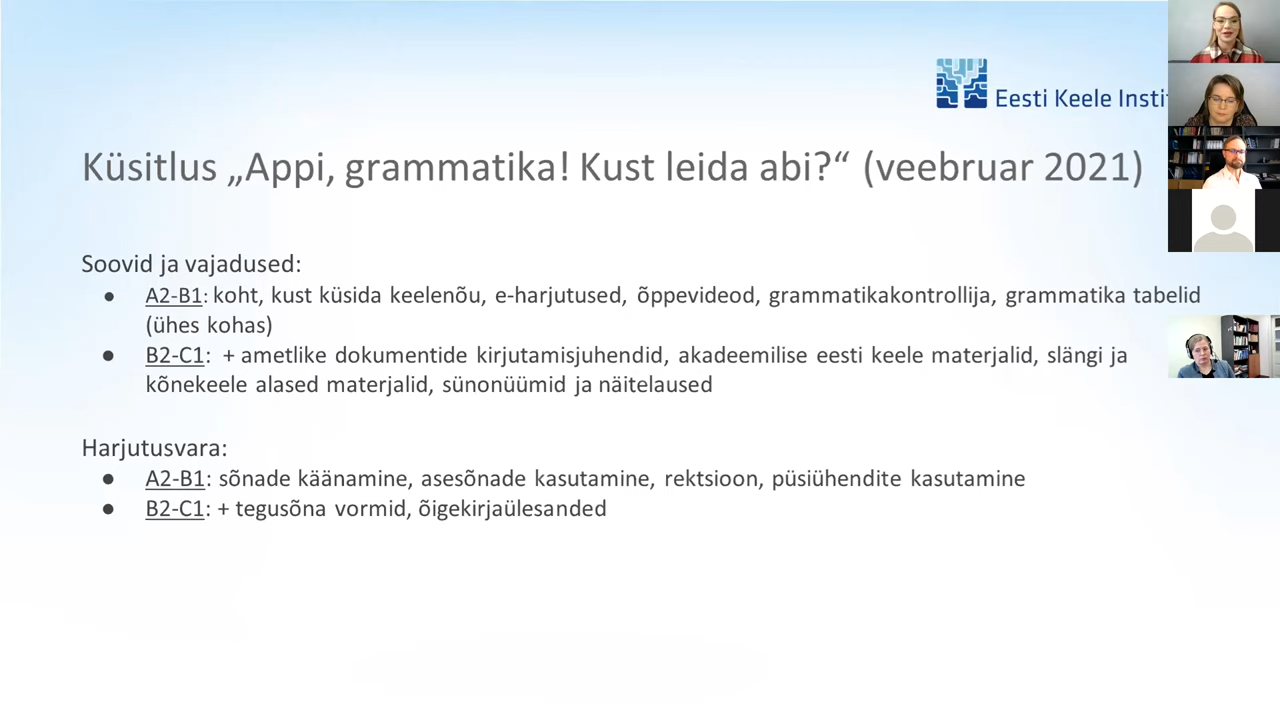 Eesti Keele
Küsitlus „Appi, grammatika! Kust leida abi?“ (veebruar 2021)
Soovid ja vajadused:
● A2-B1: koht, kust küsida keelenõu, e-harjutused, õppevideod, grammatikakontrollija, grammatika tabelid
(ühes kohas)
● B2-C1: + ametlike dokumentide kirjutamisjuhendid, akadeemilise eesti keele materjalid, slängi ja
kõnekeele alased materjalid, sünonüümid ja näitelaused
Harjutusvara:
● A2-B1: sõnade käänamine, asesõnade kasutamine, rektsioon, püsiühendite kasutamine
● B2-C1: + tegusõna vormid, õigekirjaülesanded